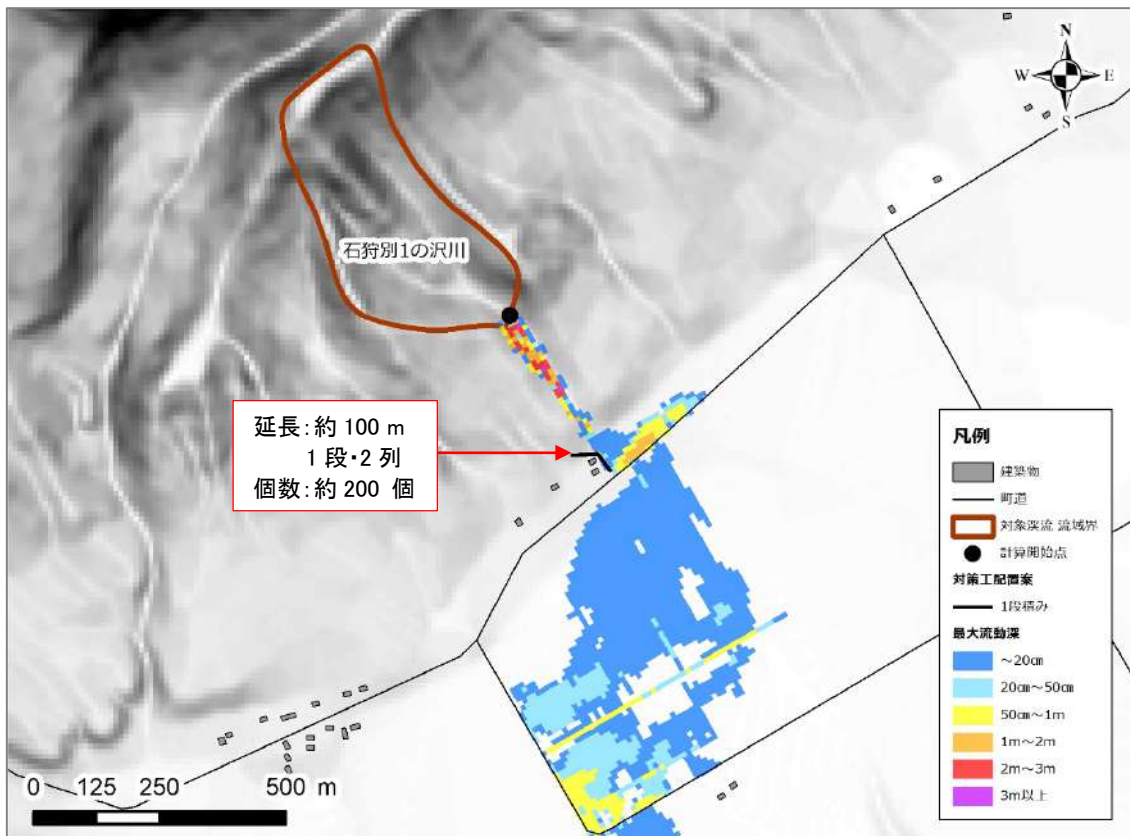 N
W E
S
石狩別1の沢川
延長:約 100 m
1 段・2 列
個数:約 200 個
凡例
建築物
町道
対象渓流 流域界
計算開始点
対策工配置案
1段積み
最大流動深
～20㎝
20㎝～50㎝
50㎝～1m
1m～2m
2m～3m
3m以上
0 125 250 500 m